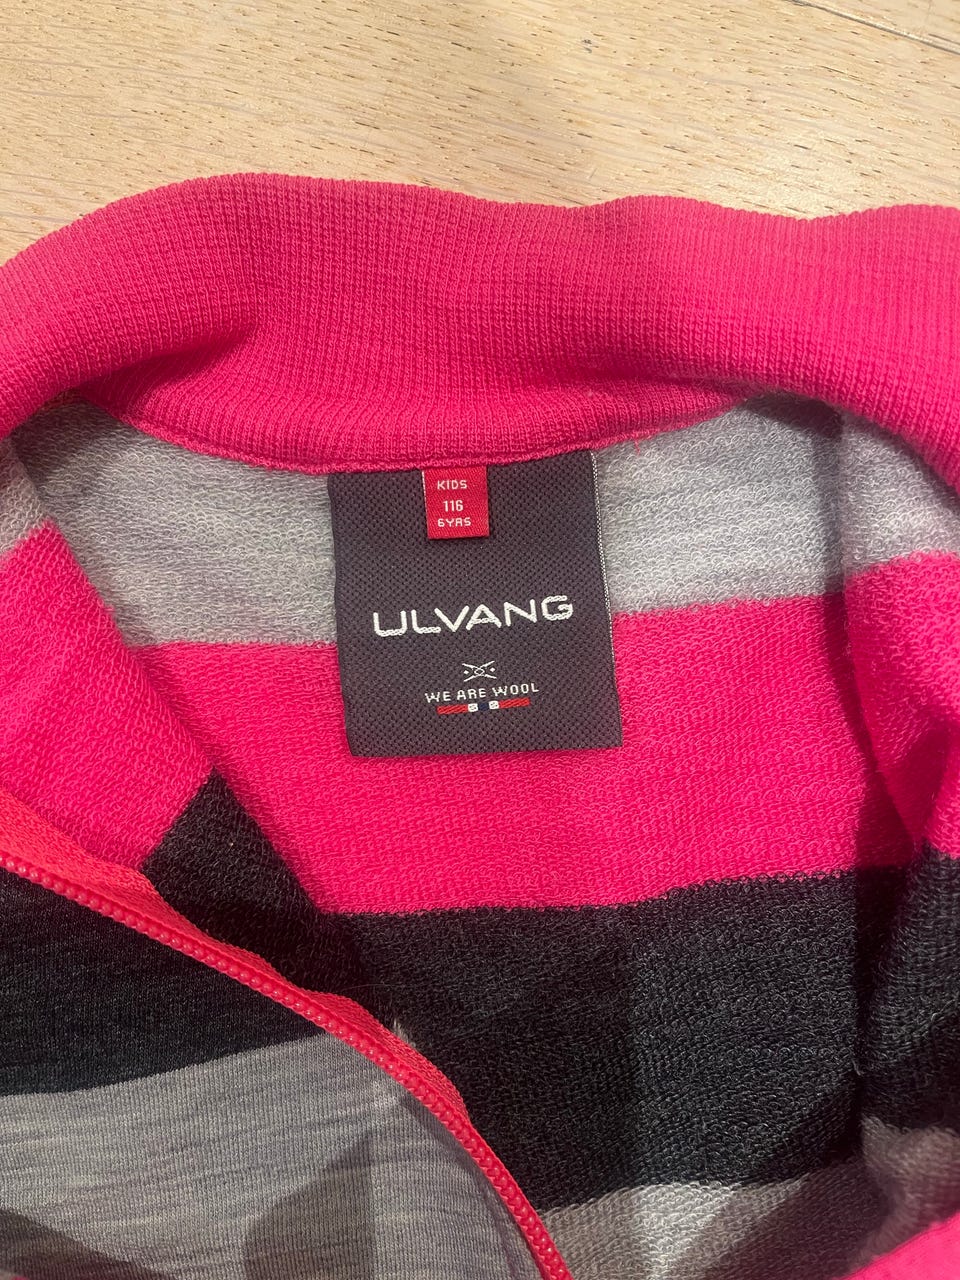 KIDS
116
6YRS
ULVANG
WE ARE WOOL